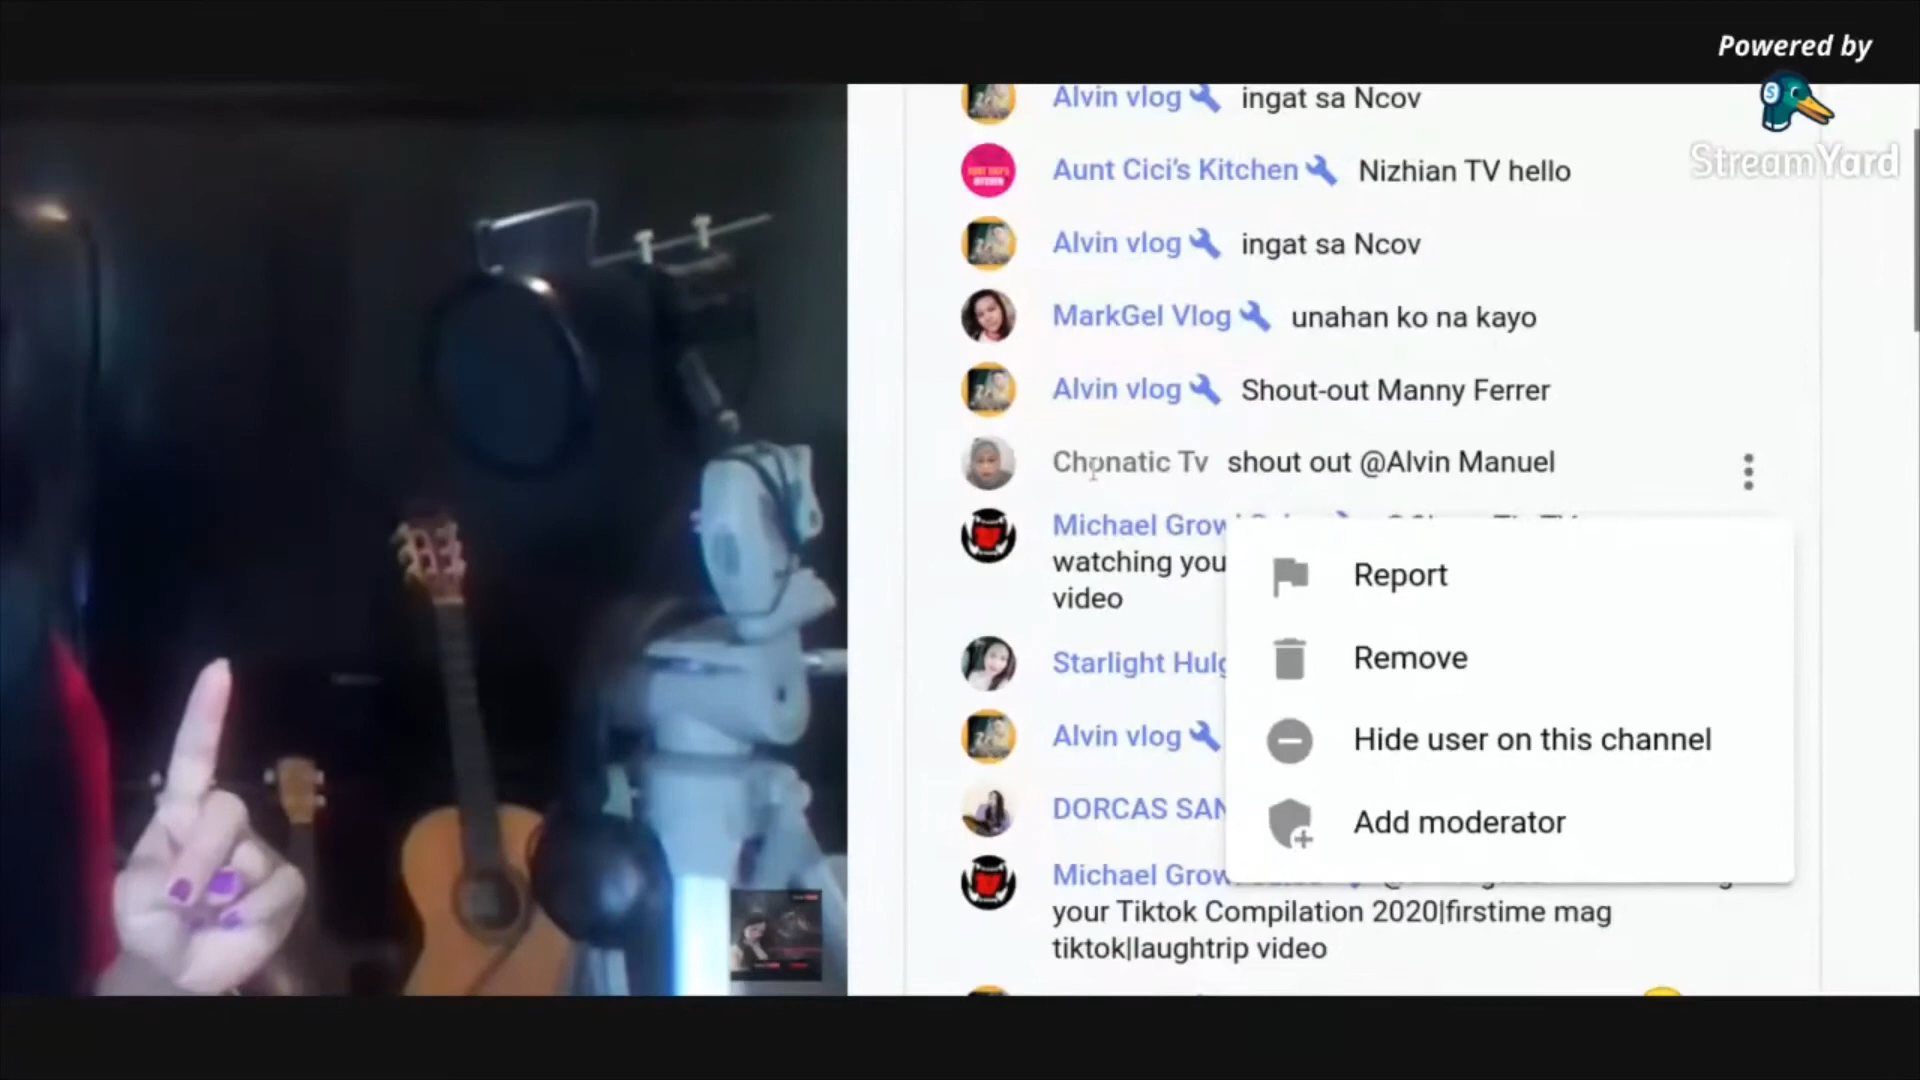 Powered by
StreamYard
Alvin vlog ingat sa Ncov
Aunt Cici's Kitchen Nizhian TV hello
Alvin vlog ingat sa Ncov
MarkGel Vlog unahan ko na kayo
Alvin vlog Shout-out Manny Ferrer
Chonatic Tv shout out @Alvin Manuel
Michael Grow
watching you
video
Starlight
Alvin vlog
DORCAS
Michael Grow
your Tiktok Compilation 2020|firstime mag
tiktok|laughtrip video
Report
Remove
Hide user on this channel
Add moderator